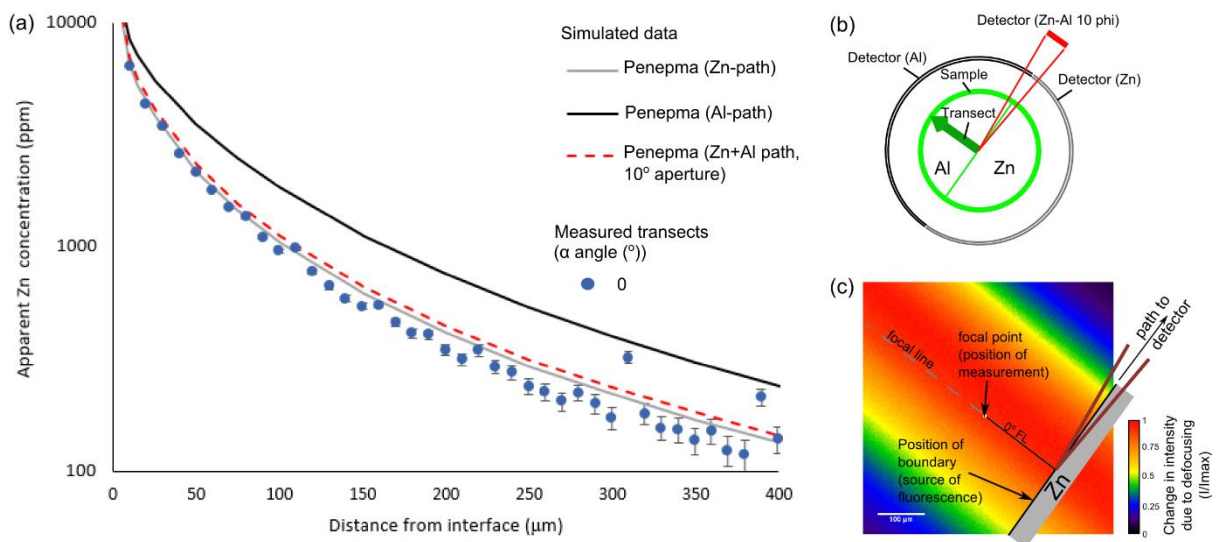 (a)
10000
1000
100
Apparent Zn concentration (ppm)
0
50
100
150
200
250
300
350
400
Distance from interface (µm)
Simulated data
Penepma (Zn-path)
Penepma (Al-path)
Penepma (Zn+Al path,
10° aperture)
Measured transects
(α angle (°))
0
(b)
Detector (Zn-Al 10 phi)
Detector (Al)
Sample
Detector (Zn)
Transect
Al
Zn
(c)
focal line
focal point
(position of
measurement)
path to
detector
0° FL
Position of
boundary
(source of
fluorescence)
Zn
100 µm
1
0.75
0.5
0.25
0
Change in intensity
due to defocusing
(I/Imax)